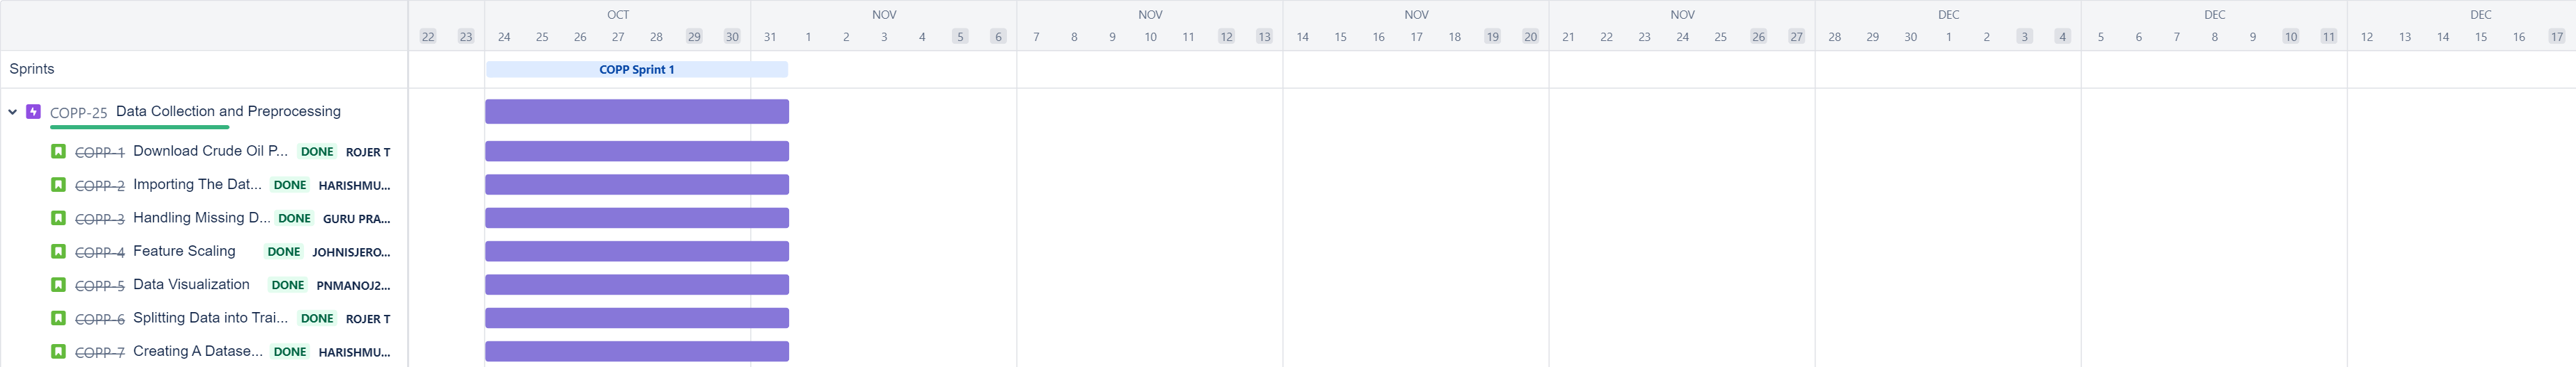 OCT NOV NOV NOV NOV DEC DEC DEC
22 23 24 25 26 27 28 29 30 31 1 2 3 4 5 6 7 8 9 10 11 12 13 14 15 16 17 18 19 20 21 22 23 24 25 26 27 28 29 30 1 2 3 4 5 6 7 8 9 10 11 12 13 14 15 16 17
Sprints COPP Sprint 1
COPP-25 Data Collection and Preprocessing
COPP-1 Download Crude Oil P... DONE ROJER T
COPP-2 Importing The Dat... DONE HARISHMU...
COPP-3 Handling Missing D... DONE GURU PRA...
COPP-4 Feature Scaling DONE JOHNISJERO...
COPP-5 Data Visualization DONE PNMANOJ2...
COPP-6 Splitting Data into Trai... DONE ROJER T
COPP-7 Creating A Datase... DONE HARISHMU...